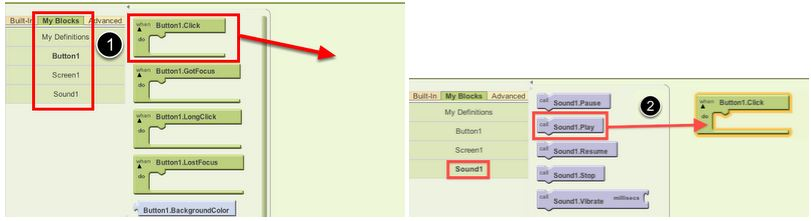 Built-In My Blocks Advanced
My Definitions
Button1
Screen1
Sound1
1
when Button1.Click
do
when Button1.GotFocus
do
when Button1.LongClick
do
when Button1.LostFocus
do
Button1.BackgroundColor
Built-In My Blocks Advanced
My Definitions
Button1
Screen1
Sound1
call Sound1.Pause
call Sound1.Play
call Sound1.Resume
call Sound1.Stop
call Sound1.Vibrate millisecs
2
when Button1.Click
do